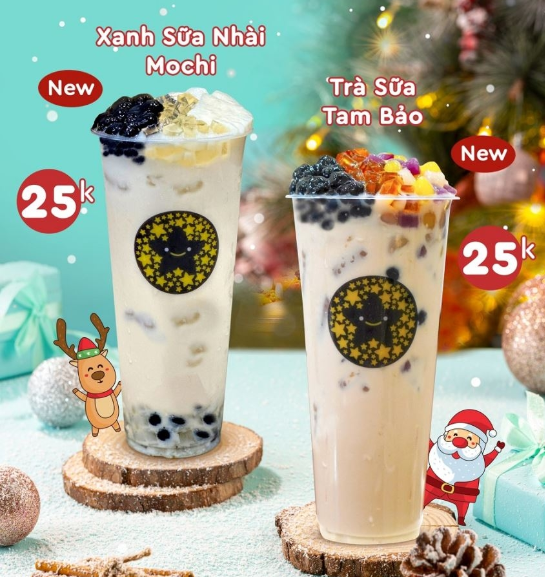 Xanh Sữa Nhài
Mochi
New
25k
Trà Sữa
Tam Bảo
New
25k